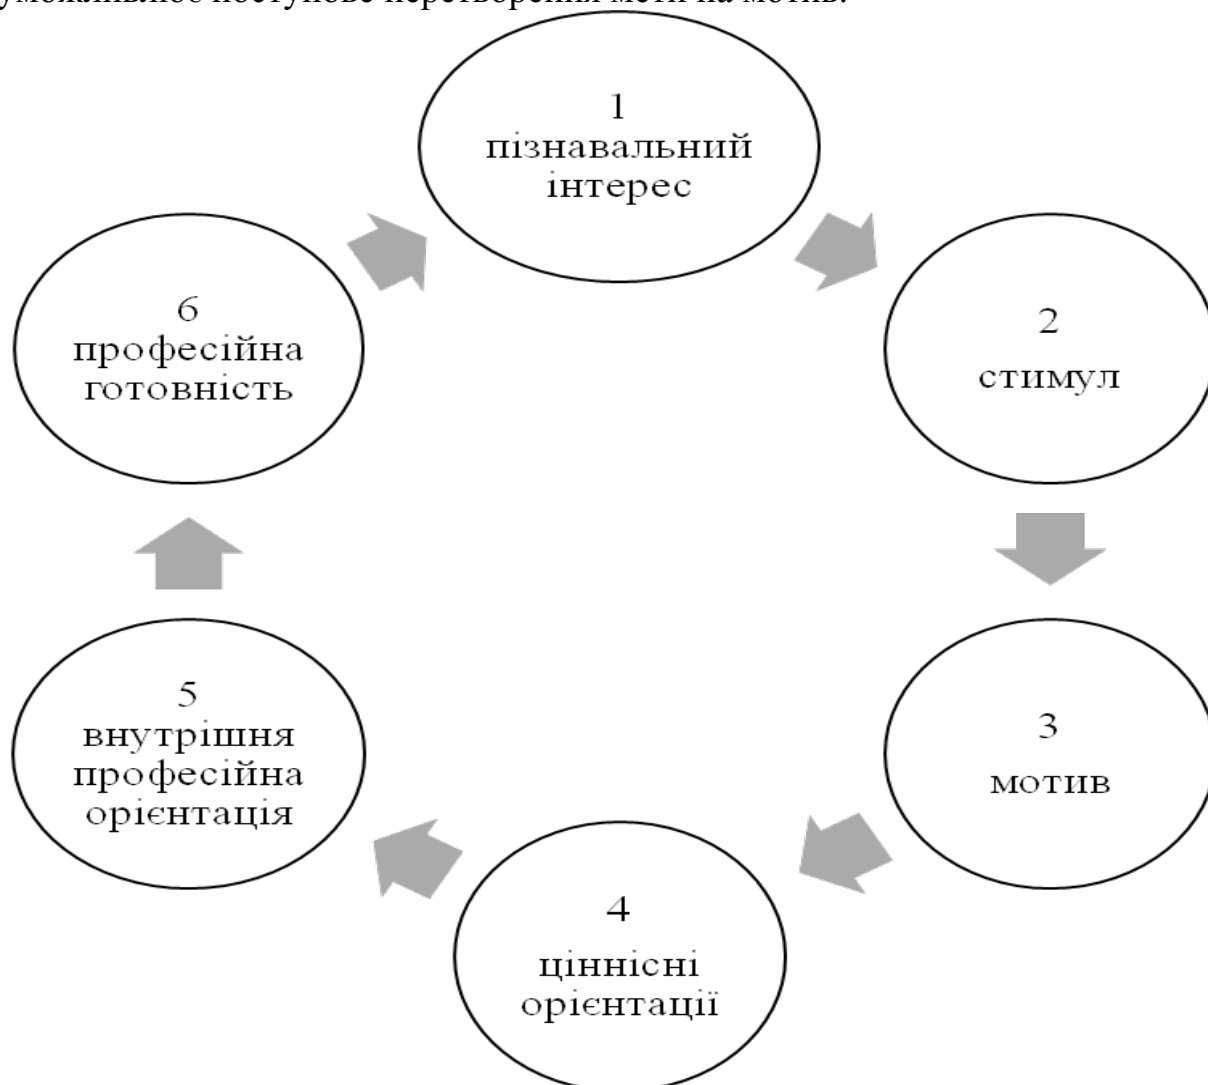 уможливлює поступове перетворення мети на мотив.
1
пізнавальний
інтерес
2
стимул
3
мотив
4
ціннісні
орієнтації
5
внутрішня
професійна
орієнтація
6
професійна
готовність